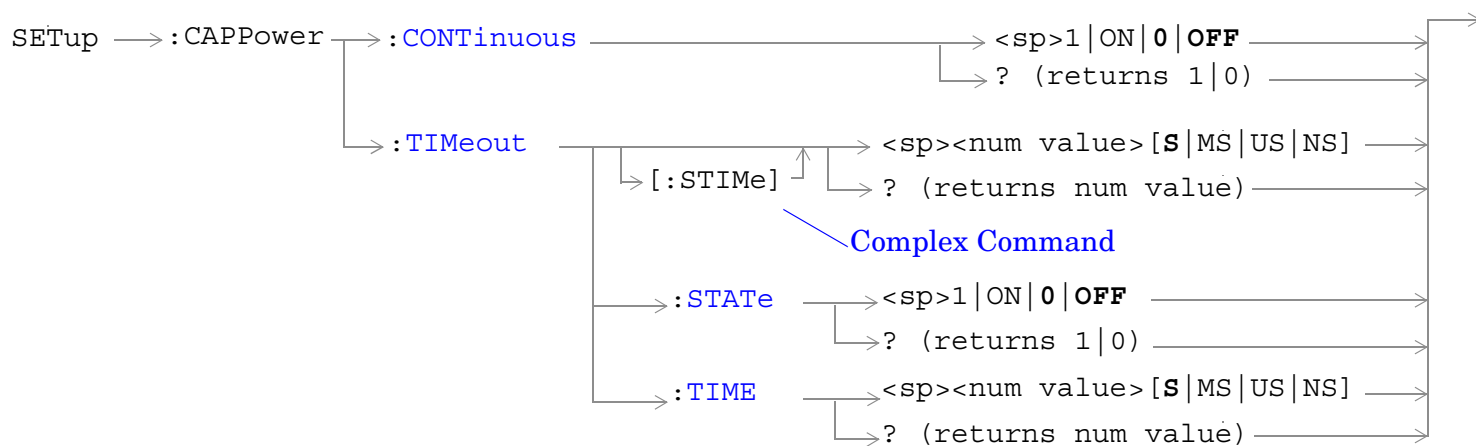 SETup :CAPPower :CONTinuous <sp>1|ON|0|OFF
? (returns 1|0)
:TIMeout <sp><num value>[S|MS|US|NS]
[:STIMe] ? (returns num value)
Complex Command
:STATe <sp>1|ON|0|OFF
? (returns 1|0)
:TIME <sp><num value>[S|MS|US|NS]
? (returns num value)